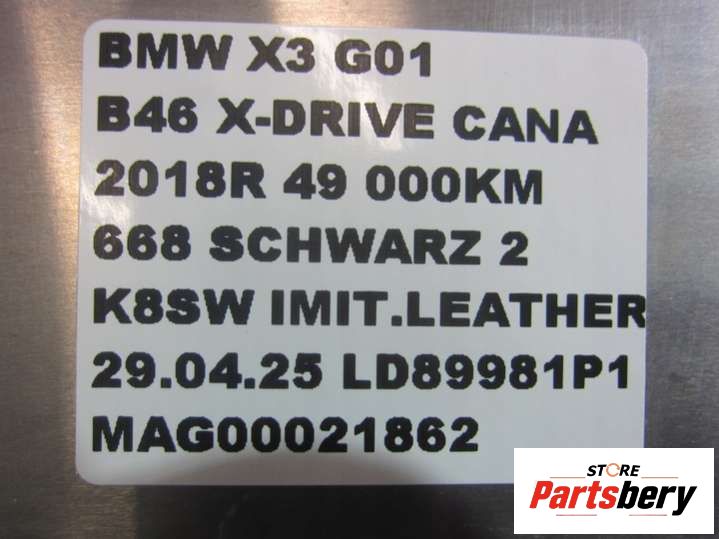 BMW X3 G01
B46 X-DRIVE CANA
2018R 49 000KM
668 SCHWARZ 2
K8SW IMIT.LEATHER
29.04.25 LD89981P1
MAG00021862
STORE
Partsbery